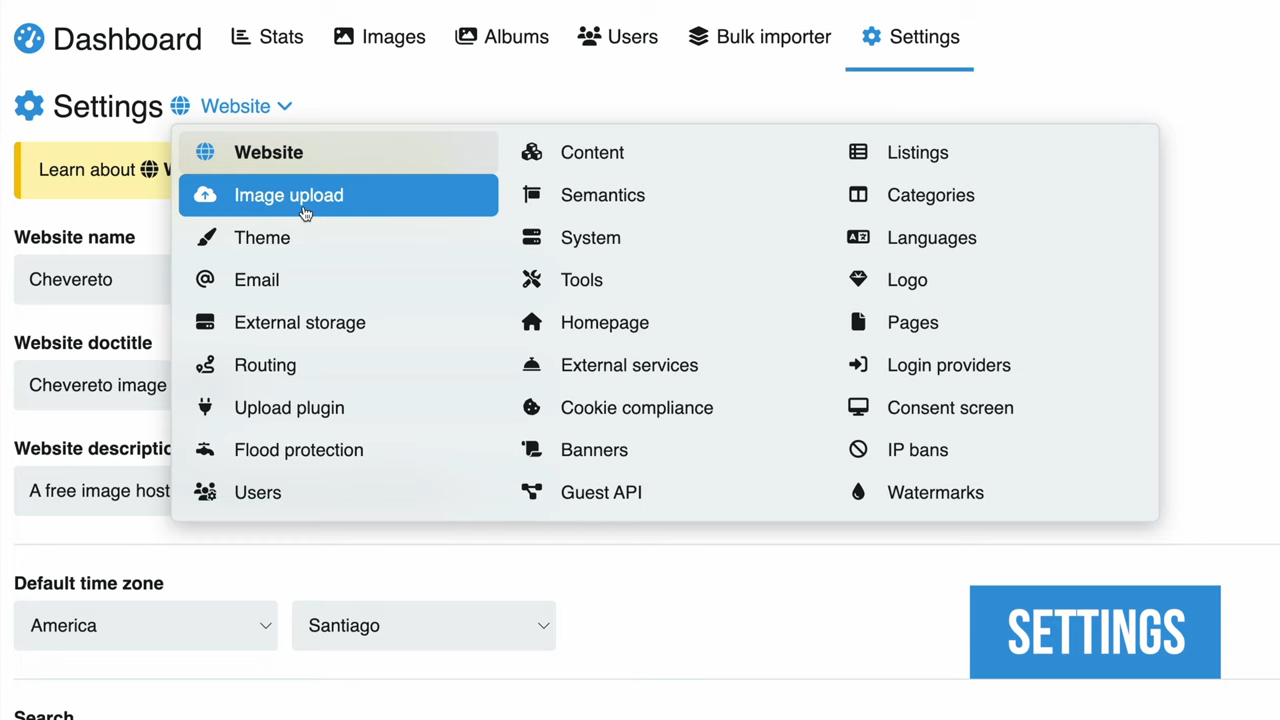 Dashboard Stats Images Albums Users Bulk importer Settings
Settings Website
Learn about
Website Content Listings
Image upload Semantics Categories
Theme System Languages
Email Tools Logo
External storage Homepage Pages
Routing External services Login providers
Upload plugin Cookie compliance Consent screen
Flood protection Banners IP bans
Users Guest API Watermarks
Website name
Chevereto
Website doctitle
Chevereto image
Website descriptio
A free image host
Default time zone
America Santiago
SETTINGS
Search